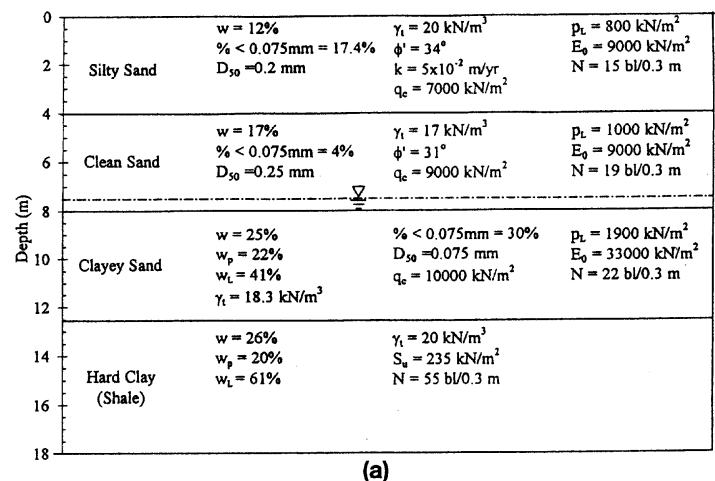 0
w = 12%
γt = 20 kN/m³
pL = 800 kN/m²
% < 0.075mm = 17.4%
ϕ' = 34°
E0 = 9000 kN/m²
2
Silty Sand
D50 =0.2 mm
k = 5x10⁻² m/yr
N = 15 bl/0.3 m
qc = 7000 kN/m²
4
w = 17%
γt = 17 kN/m³
pL = 1000 kN/m²
% < 0.075mm = 4%
ϕ' = 31°
E0 = 9000 kN/m²
6
Clean Sand
D50 = 0.25 mm
qc = 9000 kN/m²
N = 19 bl/0.3 m
8
Depth (m)
w = 25%
% < 0.075mm = 30%
pL = 1900 kN/m²
10
Clayey Sand
wp = 22%
D50 =0.075 mm
E0 = 33000 kN/m²
wL = 41%
qc = 10000 kN/m²
N = 22 bl/0.3 m
γt = 18.3 kN/m³
12
w = 26%
γt = 20 kN/m³
14
wp = 20%
Su = 235 kN/m²
Hard Clay
wL = 61%
N = 55 bl/0.3 m
(Shale)
16
18
(a)